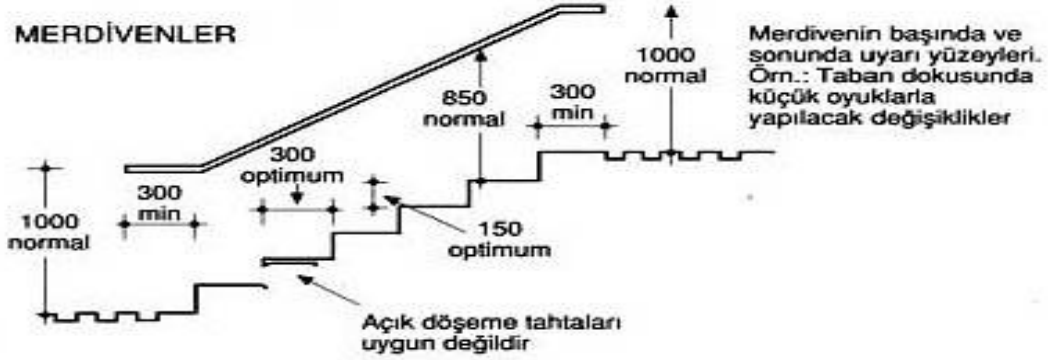 MERDİVENLER
Merdivenin başında ve
sonunda uyarı yüzeyleri.
Örn.: Taban dokusunda
küçük oyuklarla
yapılacak değişiklikler
1000
normal
300
min
850
normal
300
optimum
300
min
1000
normal
150
optimum
Açık döşeme tahtaları
uygun değildir